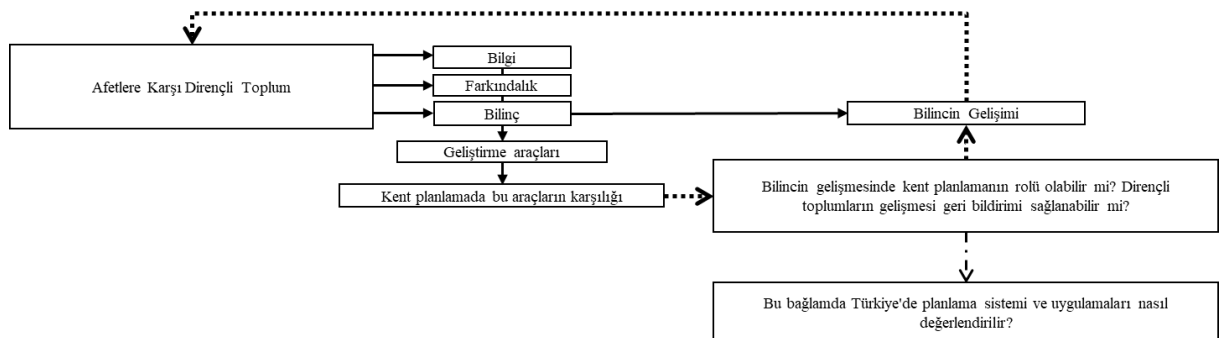 Afetlere Karşı Dirençli Toplum
Bilgi
Farkındalık
Bilinç
Bilincin Gelişimi
Geliştirme araçları
Kent planlamada bu araçların karşılığı
Bilincin gelişmesinde kent planlamanın rolü olabilir mi? Dirençli
toplumların gelişmesi geri bildirimi sağlanabilir mi?
Bu bağlamda Türkiye'de planlama sistemi ve uygulamaları nasıl
değerlendirilir?